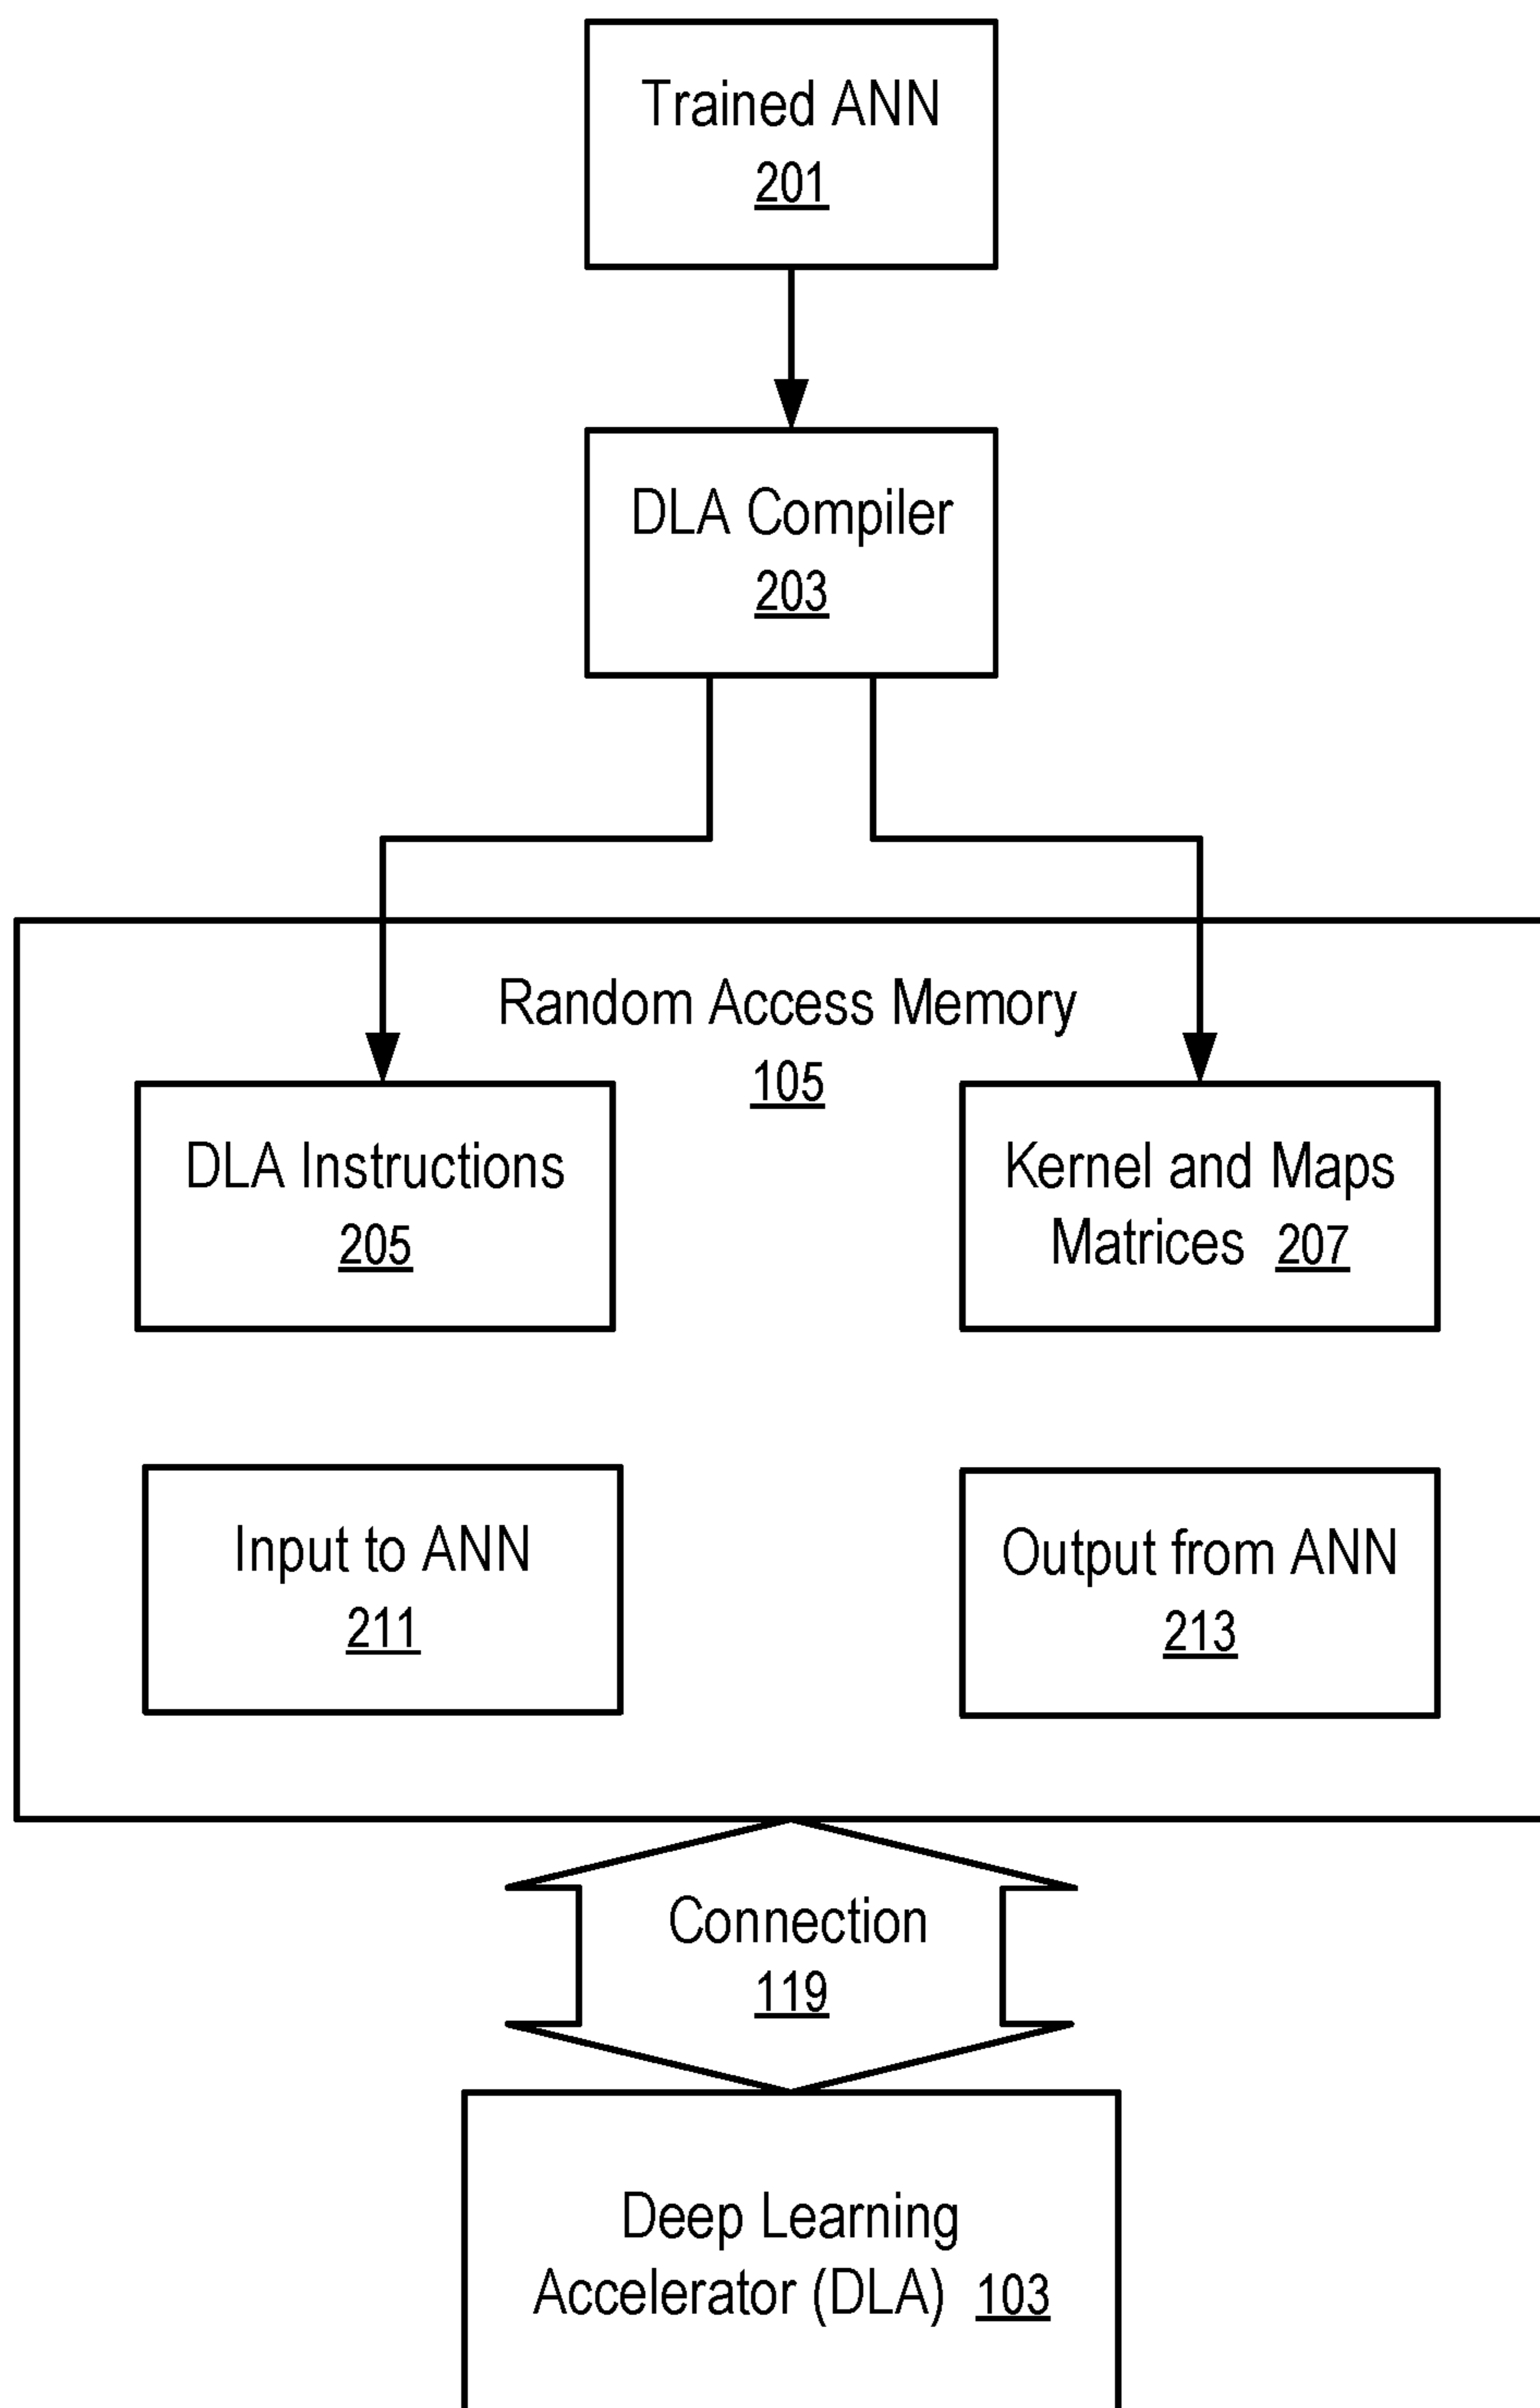 Trained ANN
201
DLA Compiler
203
Random Access Memory
105
DLA Instructions
205
Kernel and Maps
Matrices 207
Input to ANN
211
Output from ANN
213
Connection
119
Deep Learning
Accelerator (DLA) 103